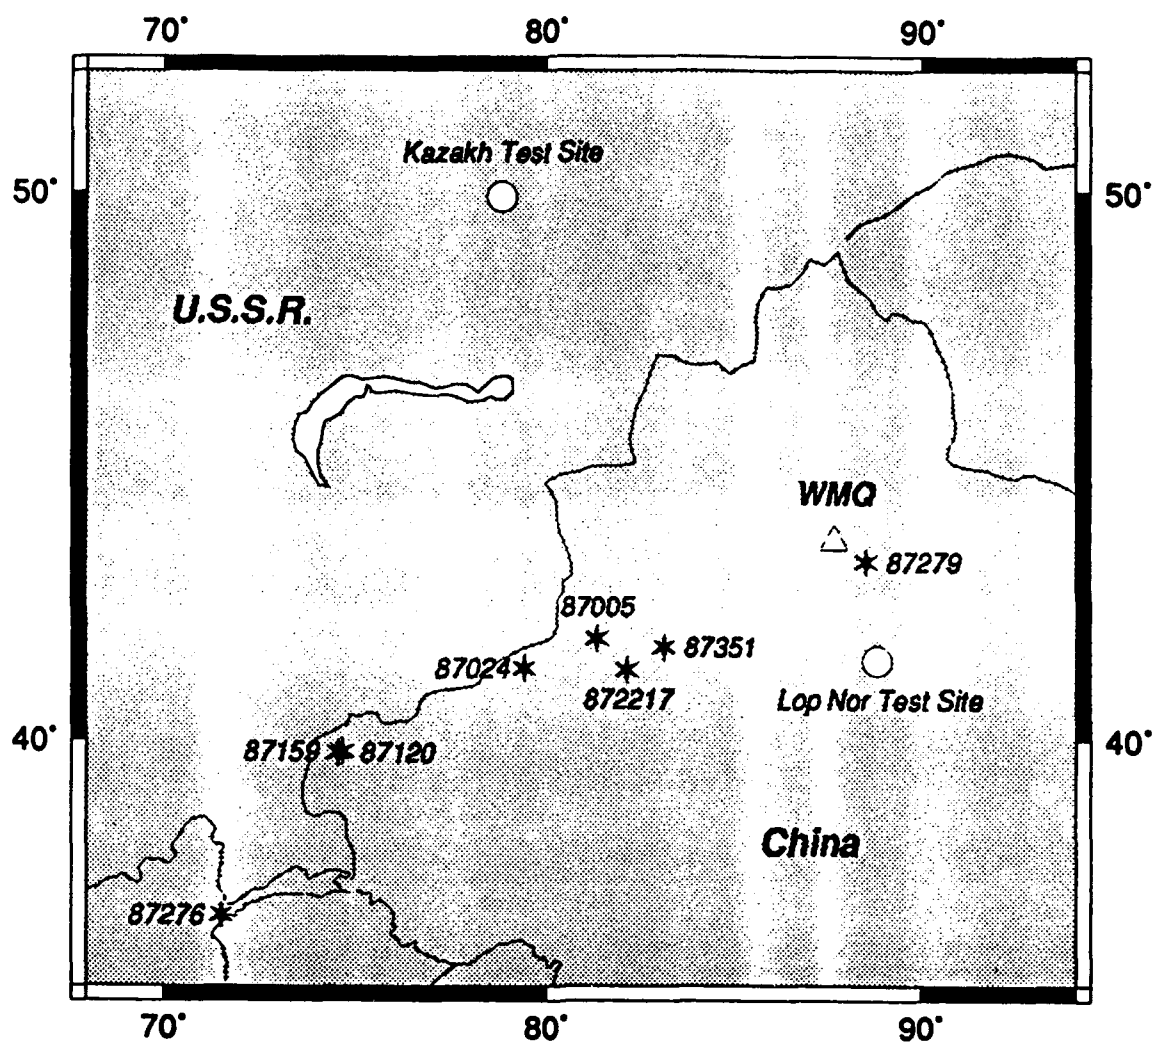 70° 80° 90°
Kazakh Test Site
50° 50°
U.S.S.R.
WMQ
87279
87005
87351
87024
872217
Lop Nor Test Site
40° 40°
87159 87120
China
87276
70° 80° 90°